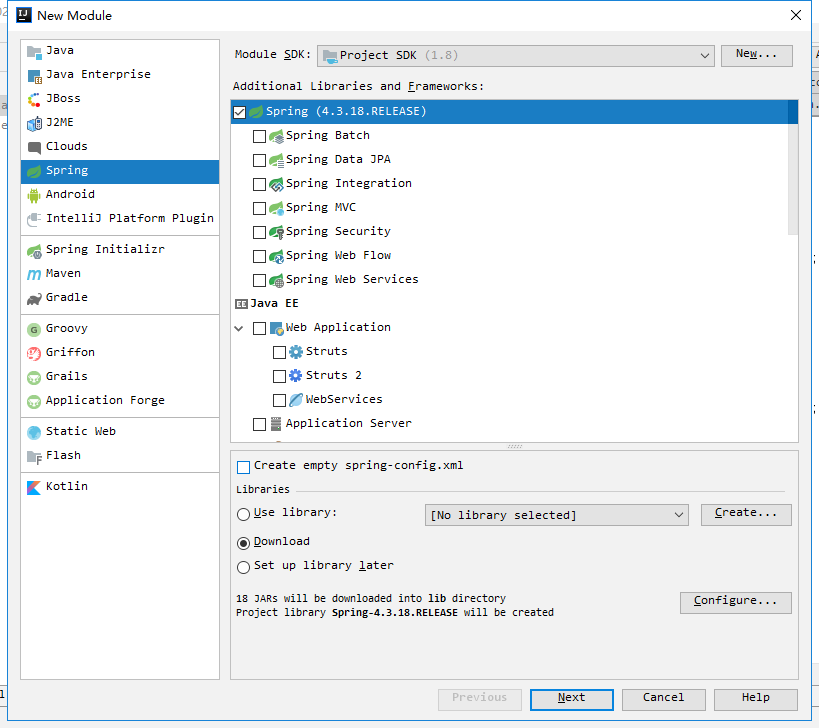 New Module
Java
Java Enterprise
JBoss
J2ME
Clouds
Spring
Android
IntelliJ Platform Plugin
Spring Initializr
Maven
Gradle
Groovy
Griffon
Grails
Application Forge
Static Web
Flash
Kotlin
Module SDK: Project SDK (1.8) New...
Additional Libraries and Frameworks:
Spring (4.3.18.RELEASE)
Spring Batch
Spring Data JPA
Spring Integration
Spring MVC
Spring Security
Spring Web Flow
Spring Web Services
Java EE
Web Application
Struts
Struts 2
WebServices
Application Server
Create empty spring-config.xml
Libraries
Use library: [No library selected] Create...
Download
Set up library later
18 JARs will be downloaded into lib directory
Project library Spring-4.3.18.RELEASE will be created
Configure...
Previous Next Cancel Help